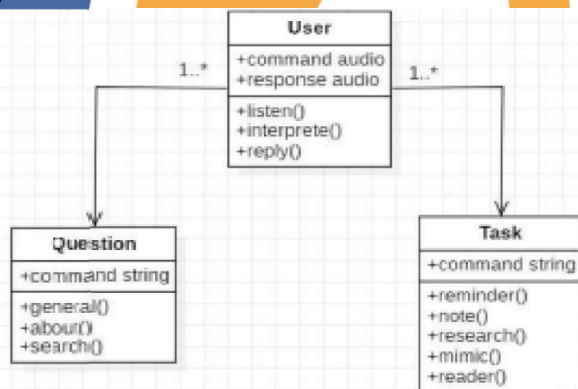 User
+command audio
+response audio
+listen()
+interprete()
+reply()
1..*
1..*
Question
+command string
+general()
+about()
+search()
Task
+command string
+reminder()
+note()
+research()
+mimic()
+reader()